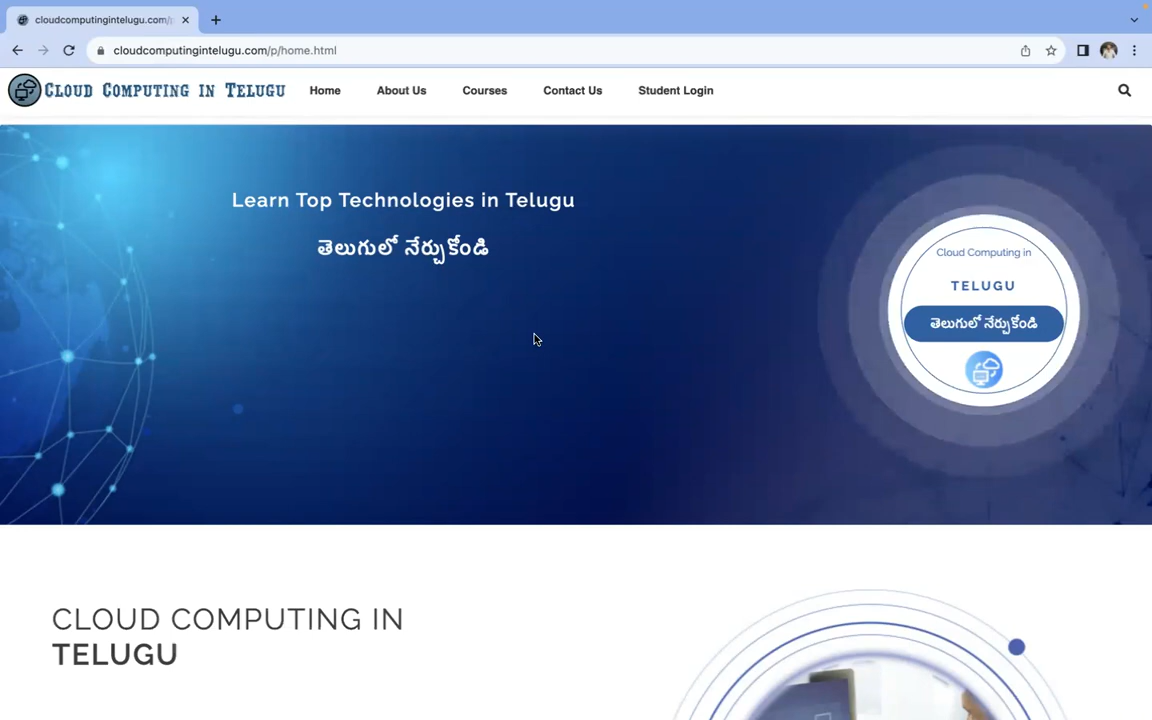 cloudcomputingintelugu.com/p
cloudcomputingintelugu.com/p/home.html
CLOUD COMPUTING IN TELUGU
Home
About Us
Courses
Contact Us
Student Login
Learn Top Technologies in Telugu
తెలుగులో నేర్చుకోండి
Cloud Computing in
TELUGU
తెలుగులో నేర్చుకోండి
CLOUD COMPUTING IN
TELUGU